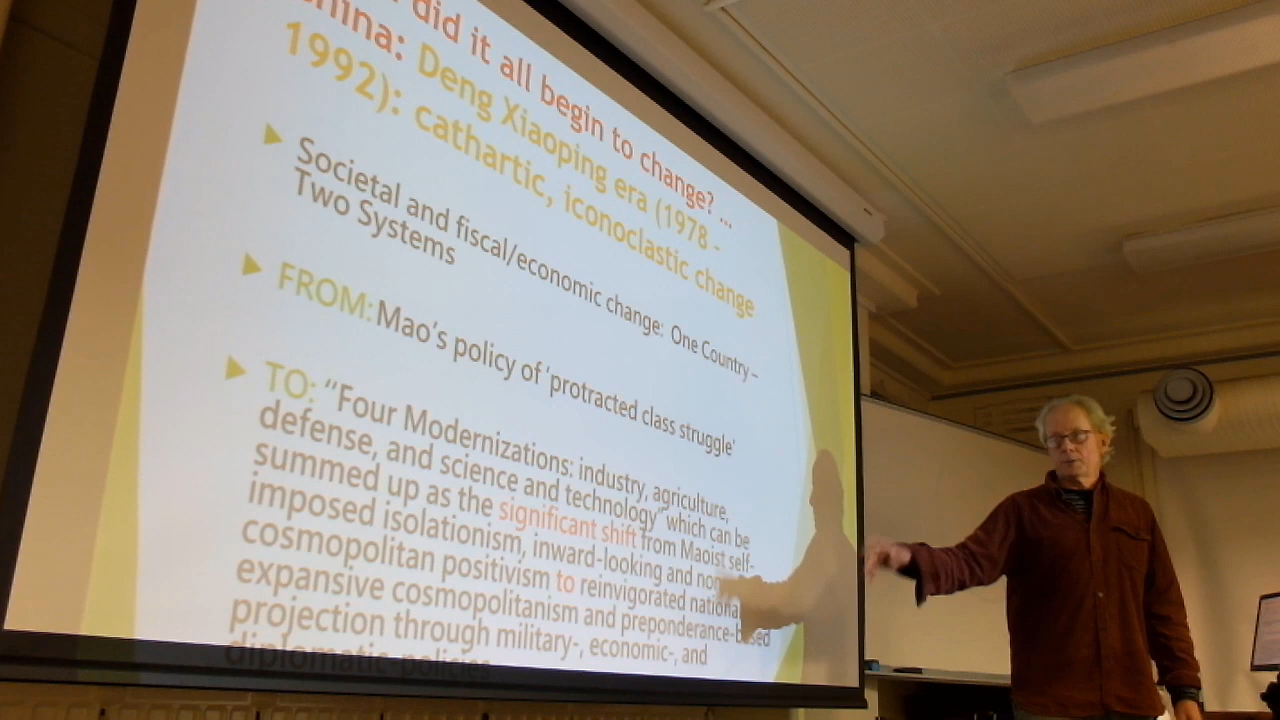 did it all begin to change? ...
China: Deng Xiaoping era (1978 -
1992): cathartic, iconoclastic change
Societal and fiscal/economic change: One Country –
Two Systems
FROM: Mao’s policy of ‘protracted class struggle’
TO: “Four Modernizations: industry, agriculture,
defense, and science and technology” which can be
summed up as the significant shift from Maoist self-
imposed isolationism, inward-looking and non
cosmopolitan positivism to reinvigorated national
expansive cosmopolitanism and preponderance-based
projection through military-, economic-, and
diplomatic-policies